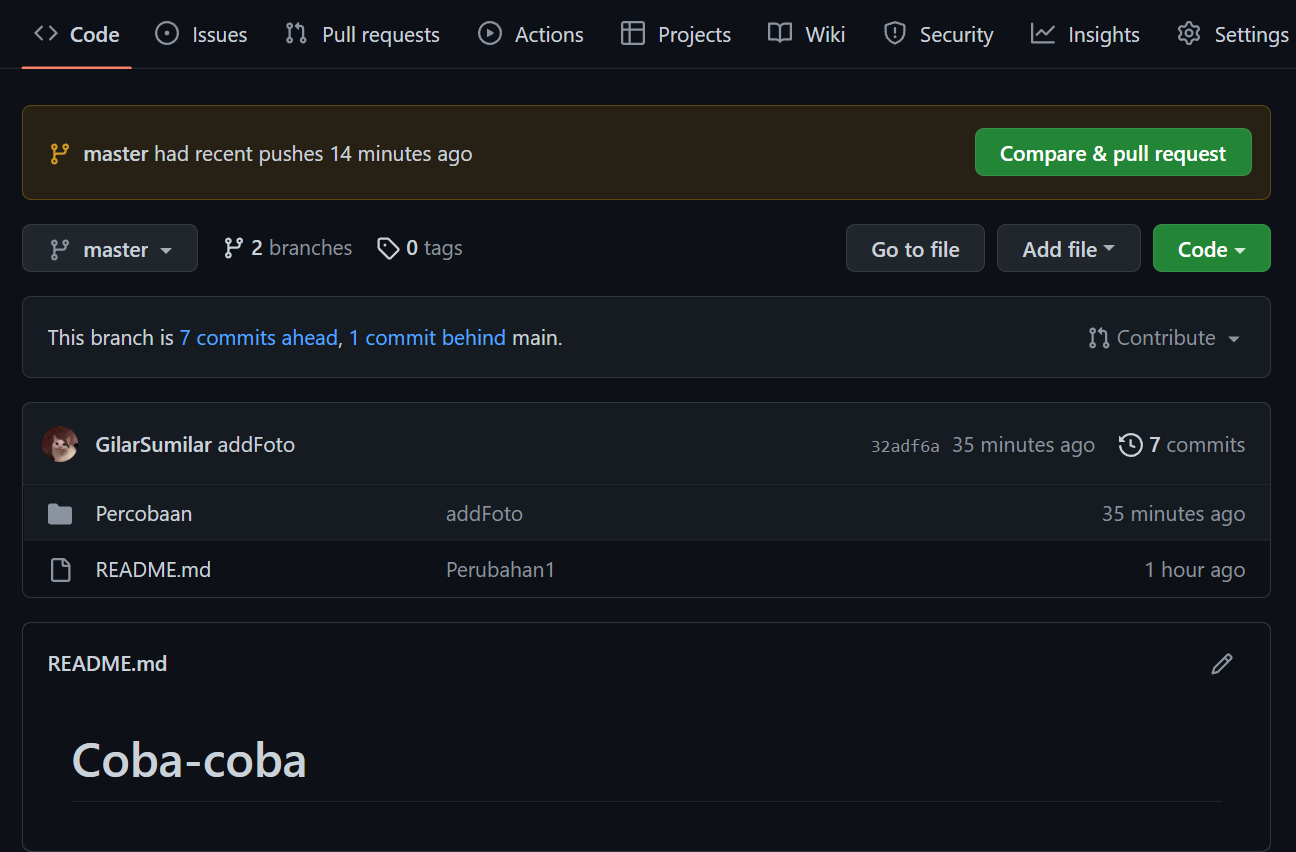 Code Issues Pull requests Actions Projects Wiki Security Insights Settings
master had recent pushes 14 minutes ago Compare & pull request
master 2 branches 0 tags Go to file Add file Code
This branch is 7 commits ahead, 1 commit behind main. Contribute
GilarSumilar addFoto 32adf6a 35 minutes ago 7 commits
Percobaan addFoto 35 minutes ago
README.md Perubahan1 1 hour ago
README.md
Coba-coba